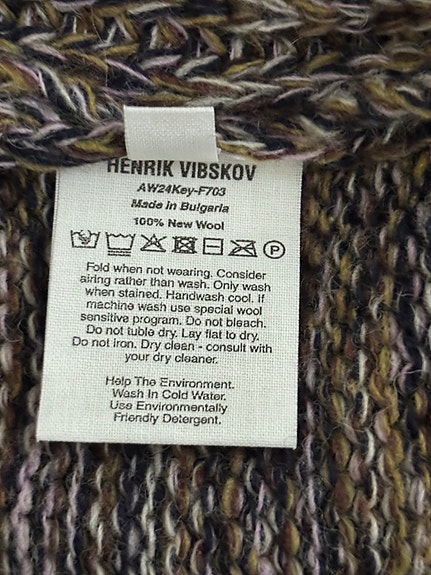 HENRIK VIBSKOV
AW24Key-F703
Made in Bulgaria
100% New Wool
P
Fold when not wearing. Consider
airing rather than wash. Only wash
when stained. Handwash cool. If
machine wash use special wool
sensitive program. Do not bleach.
Do not tuble dry. Lay flat to dry.
Do not iron. Dry clean - consult with
your dry cleaner.
Help The Environment.
Wash In Cold Water.
Use Environmentally
Friendly Detergent.